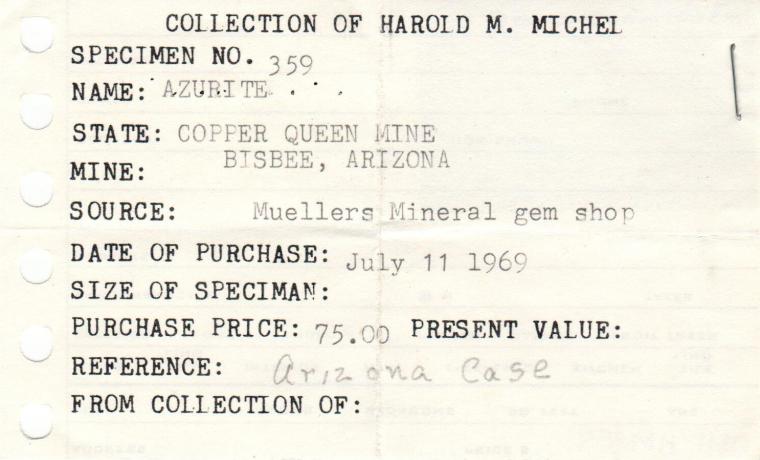 COLLECTION OF HAROLD M. MICHEL
SPECIMEN NO. 359
NAME: AZURITE
STATE: COPPER QUEEN MINE
BISBEE, ARIZONA
MINE:
SOURCE: Muellers Mineral gem shop
DATE OF PURCHASE: July 11 1969
SIZE OF SPECIMAN:
PURCHASE PRICE: 75.00 PRESENT VALUE:
REFERENCE: Arizona Case
FROM COLLECTION OF: